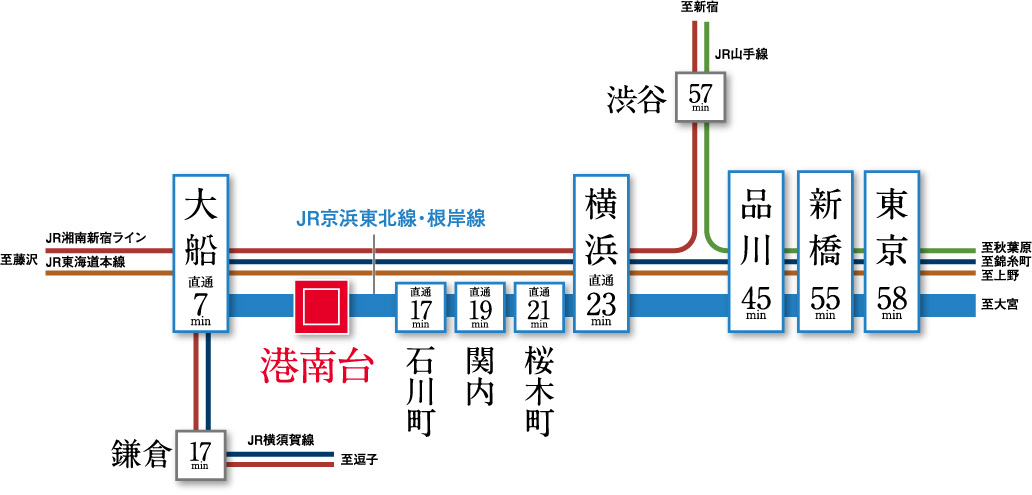 至新宿
JR山手線
渋谷
57
min
大船
直通
7
min
JR京浜東北線・根岸線
横浜
直通
23
min
品川
45
min
新橋
55
min
東京
58
min
JR湘南新宿ライン
至藤沢
JR東海道本線
至秋葉原
至錦糸町
至上野
至大宮
港南台
直通
17
min
石川町
直通
19
min
関内
直通
21
min
桜木町
鎌倉
17
min
JR横須賀線
至逗子